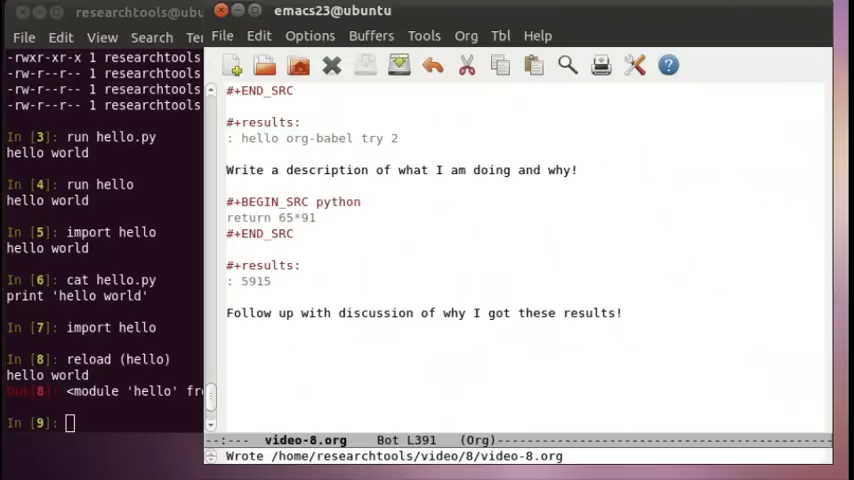 researchtools@ubu
File Edit View Search Te
-rwxr-xr-x 1 researchtools
-rw-r--r-- 1 researchtools
-rw-r--r-- 1 researchtools
-rw-r--r-- 1 researchtools
In [3]: run hello.py
hello world
In [4]: run hello
hello world
In [5]: import hello
hello world
In [6]: cat hello.py
print 'hello world'
In [7]: import hello
In [8]: reload (hello)
hello world
Out[8]: <module 'hello' fr
In [9]:
emacs23@ubuntu
File Edit Options Buffers Tools Org Tbl Help
#+END_SRC
#+results:
: hello org-babel try 2
Write a description of what I am doing and why!
#+BEGIN_SRC python
return 65*91
#+END_SRC
#+results:
: 5915
Follow up with discussion of why I got these results!
--:--- video-8.org Bot L391 (Org)
Wrote /home/researchtools/video/8/video-8.org